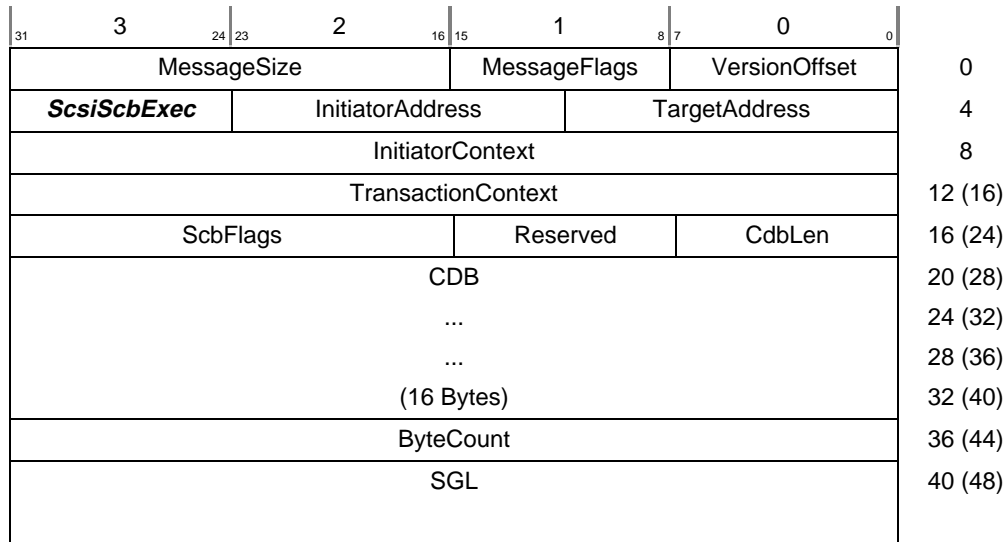 3 2 1 0
31 24 23 16 15 8 7 0
MessageSize MessageFlags VersionOffset 0
ScsiScbExec InitiatorAddress TargetAddress 4
InitiatorContext 8
TransactionContext 12 (16)
ScbFlags Reserved CdbLen 16 (24)
CDB 20 (28)
... 24 (32)
... 28 (36)
(16 Bytes) 32 (40)
ByteCount 36 (44)
SGL 40 (48)